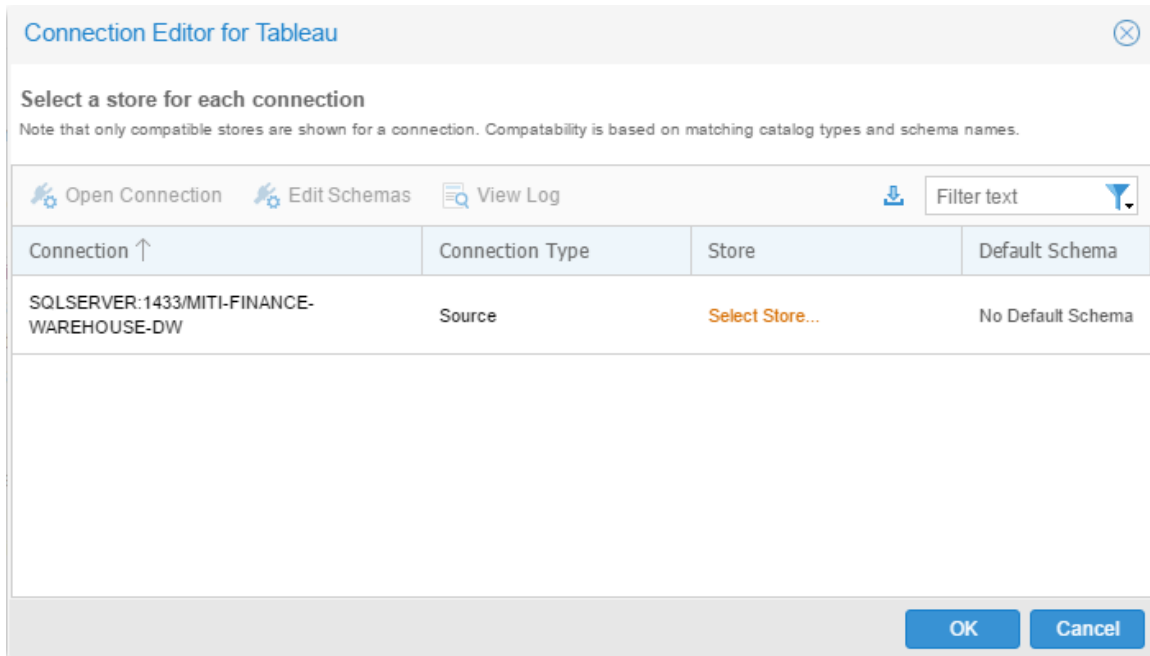 Connection Editor for Tableau
Select a store for each connection
Note that only compatible stores are shown for a connection. Compatability is based on matching catalog types and schema names.
Open Connection Edit Schemas View Log Filter text
Connection ↑ Connection Type Store Default Schema
SQLSERVER:1433/MITI-FINANCE-
WAREHOUSE-DW Source Select Store... No Default Schema
OK Cancel